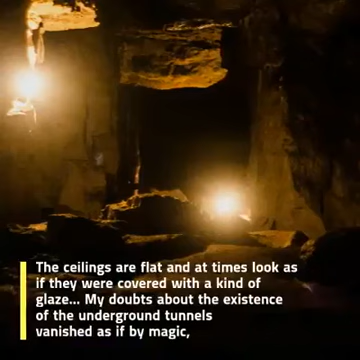 The ceilings are flat and at times look as
if they were covered with a kind of
glaze... My doubts about the existence
of the underground tunnels
vanished as if by magic,